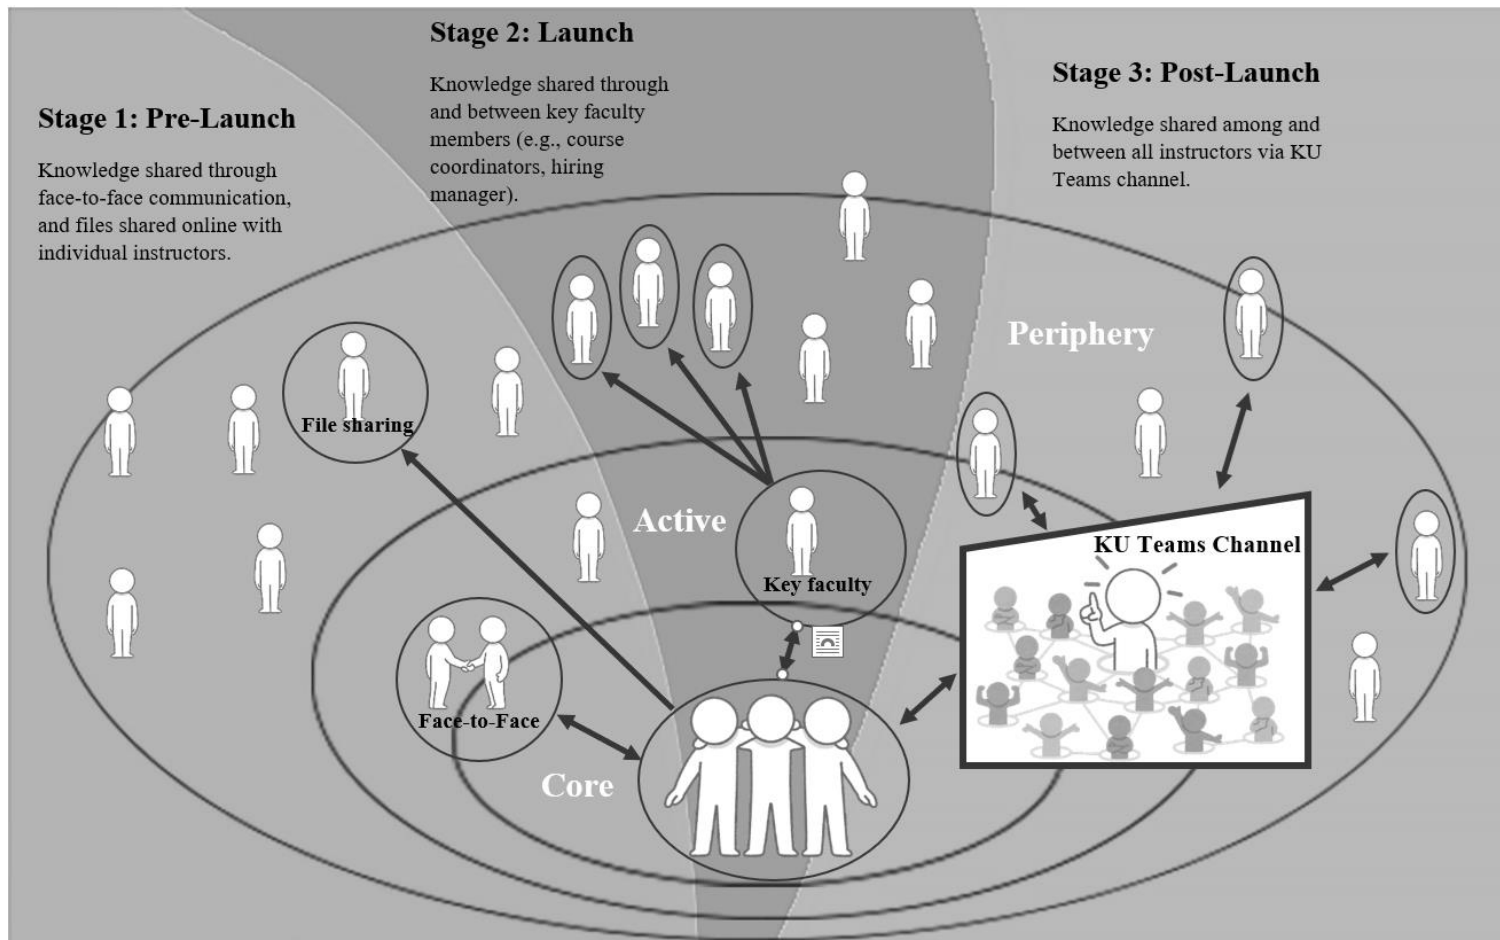 Stage 1: Pre-Launch
Knowledge shared through
face-to-face communication,
and files shared online with
individual instructors.
Stage 2: Launch
Knowledge shared through
and between key faculty
members (e.g., course
coordinators, hiring
manager).
Stage 3: Post-Launch
Knowledge shared among and
between all instructors via KU
Teams channel.
Periphery
File sharing
Active
Key faculty
KU Teams Channel
Face-to-Face
Core